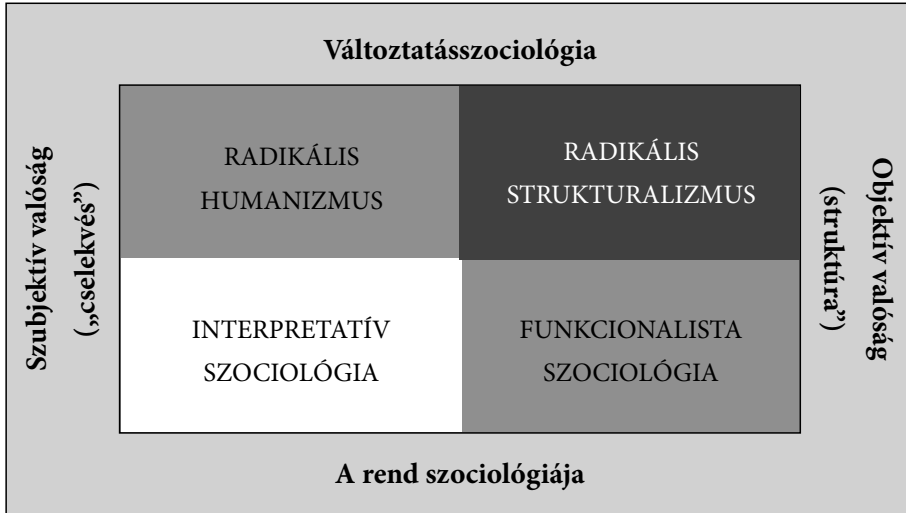 Változtatásszociológia
Szubjektív valóság
(„cselekvés”)
RADIKÁLIS
HUMANIZMUS
RADIKÁLIS
STRUKTURALIZMUS
INTERPRETATÍV
SZOCIOLÓGIA
FUNKCIONALISTA
SZOCIOLÓGIA
Objektív valóság
(struktúra”)
A rend szociológiája